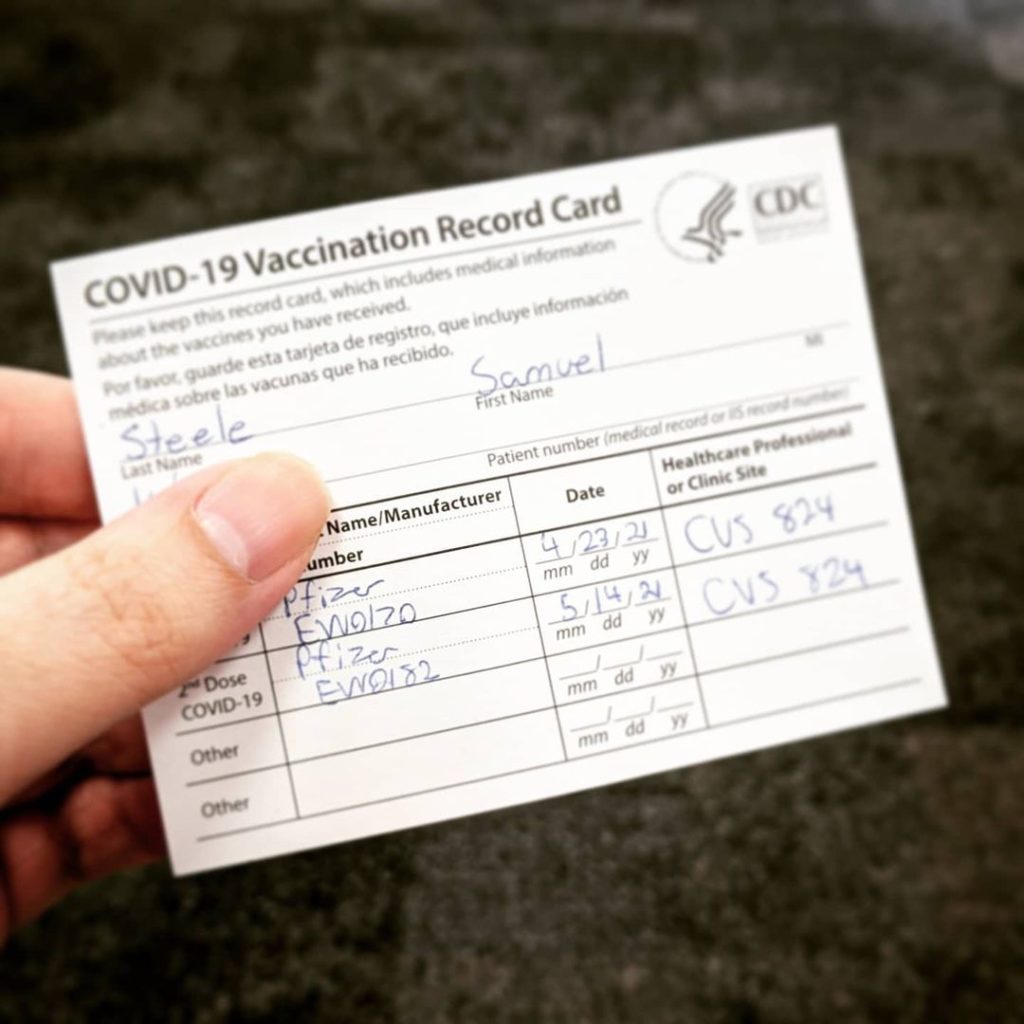 COVID-19 Vaccination Record Card
CDC
Please keep this record card, which includes medical information
about the vaccines you have received.
Por favor, guarde esta tarjeta de registro, que incluye información
médica sobre las vacunas que ha recibido.
Steele Samuel
Last Name First Name MI
Patient number (medical record or IIS record number)
Name/Manufacturer Date Healthcare Professional
or Clinic Site
Pfizer 4/23/21 CVS 824
EW0170 mm dd yy
2nd Dose
COVID-19
Pfizer 5/14/21 CVS 824
EW0182 mm dd yy
Other mm dd yy
Other mm dd yy